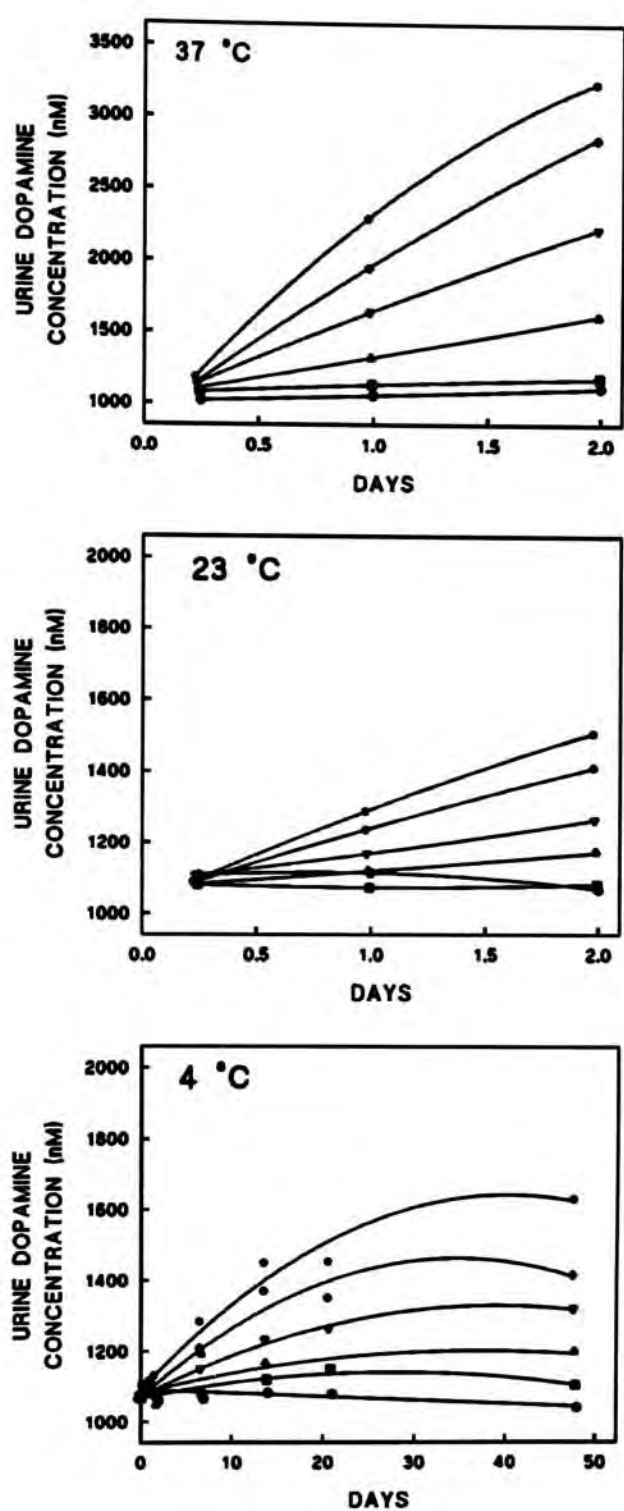 37 °C
3500
3000
2500
2000
1500
1000
URINE DOPAMINE
CONCENTRATION (nM)
0.0 0.5 1.0 1.5 2.0
DAYS
23 °C
2000
1800
1600
1400
1200
1000
URINE DOPAMINE
CONCENTRATION (nM)
0.0 0.5 1.0 1.5 2.0
DAYS
4 °C
2000
1800
1600
1400
1200
1000
URINE DOPAMINE
CONCENTRATION (nM)
0 10 20 30 40 50
DAYS